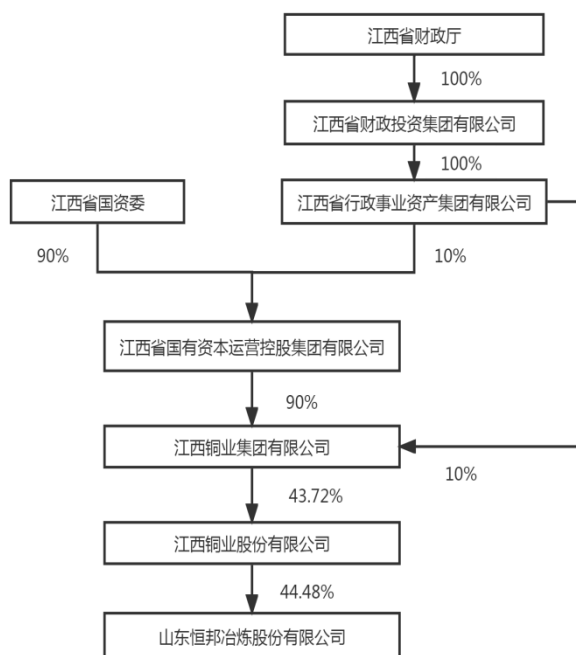 江西省财政厅
100%
江西省财政投资集团有限公司
100%
江西省国资委
江西省行政事业资产集团有限公司
90%
10%
江西省国有资本运营控股集团有限公司
90%
江西铜业集团有限公司
10%
43.72%
江西铜业股份有限公司
44.48%
山东恒邦冶炼股份有限公司